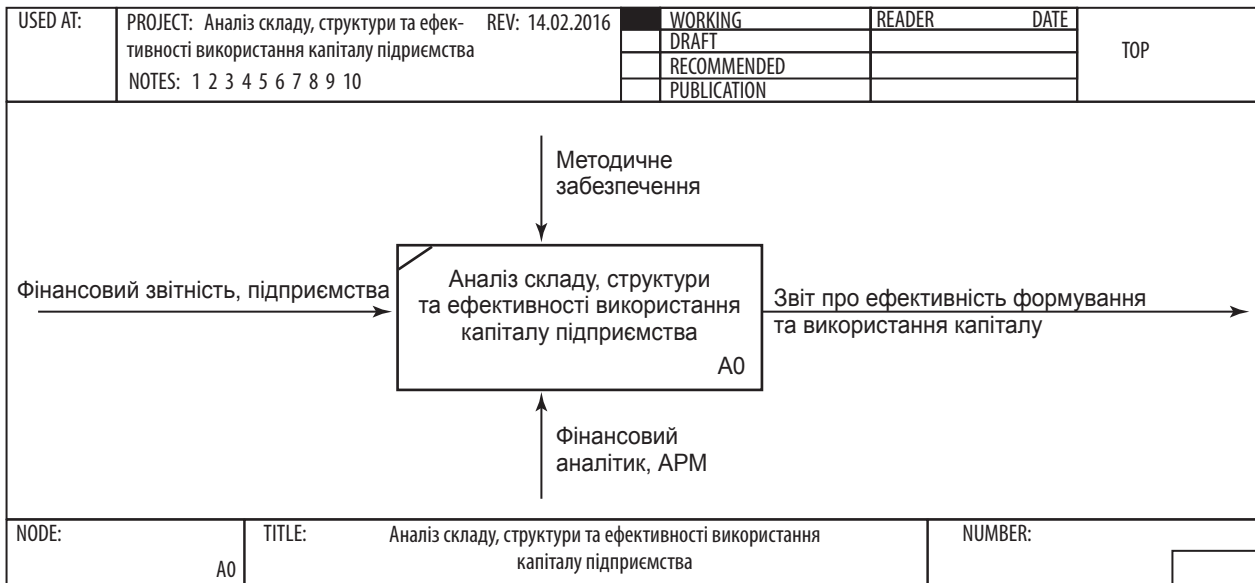 USED AT:
PROJECT: Аналіз складу, структури та ефек-
тивності використання капіталу підриємства
NOTES: 1 2 3 4 5 6 7 8 9 10
REV: 14.02.2016
WORKING
DRAFT
RECOMMENDED
PUBLICATION
READER DATE
TOP
Методичне
забезпечення
Фінансовий звітність, підприємства
Аналіз складу, структури
та ефективності використання
капіталу підприємства
A0
Звіт про ефективність формування
та використання капіталу
Фінансовий
аналітик, АРМ
NODE:
A0
TITLE:
Аналіз складу, структури та ефективності використання
капіталу підприємства
NUMBER: